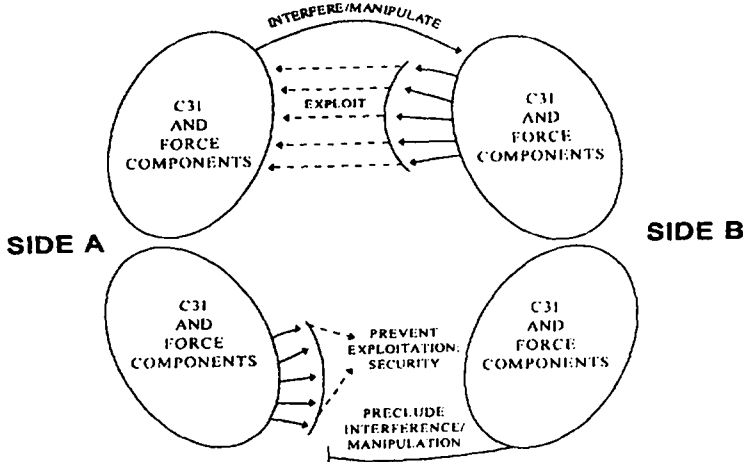 INTERFERE/MANIPULATE
C3I
AND
FORCE
COMPONENTS
EXPLOIT
C3I
AND
FORCE
COMPONENTS
SIDE A
SIDE B
C3I
AND
FORCE
COMPONENTS
PREVENT
EXPLOITATION:
SECURITY
C3I
AND
FORCE
COMPONENTS
PRECLUDE
INTERFERENCE/
MANIPULATION